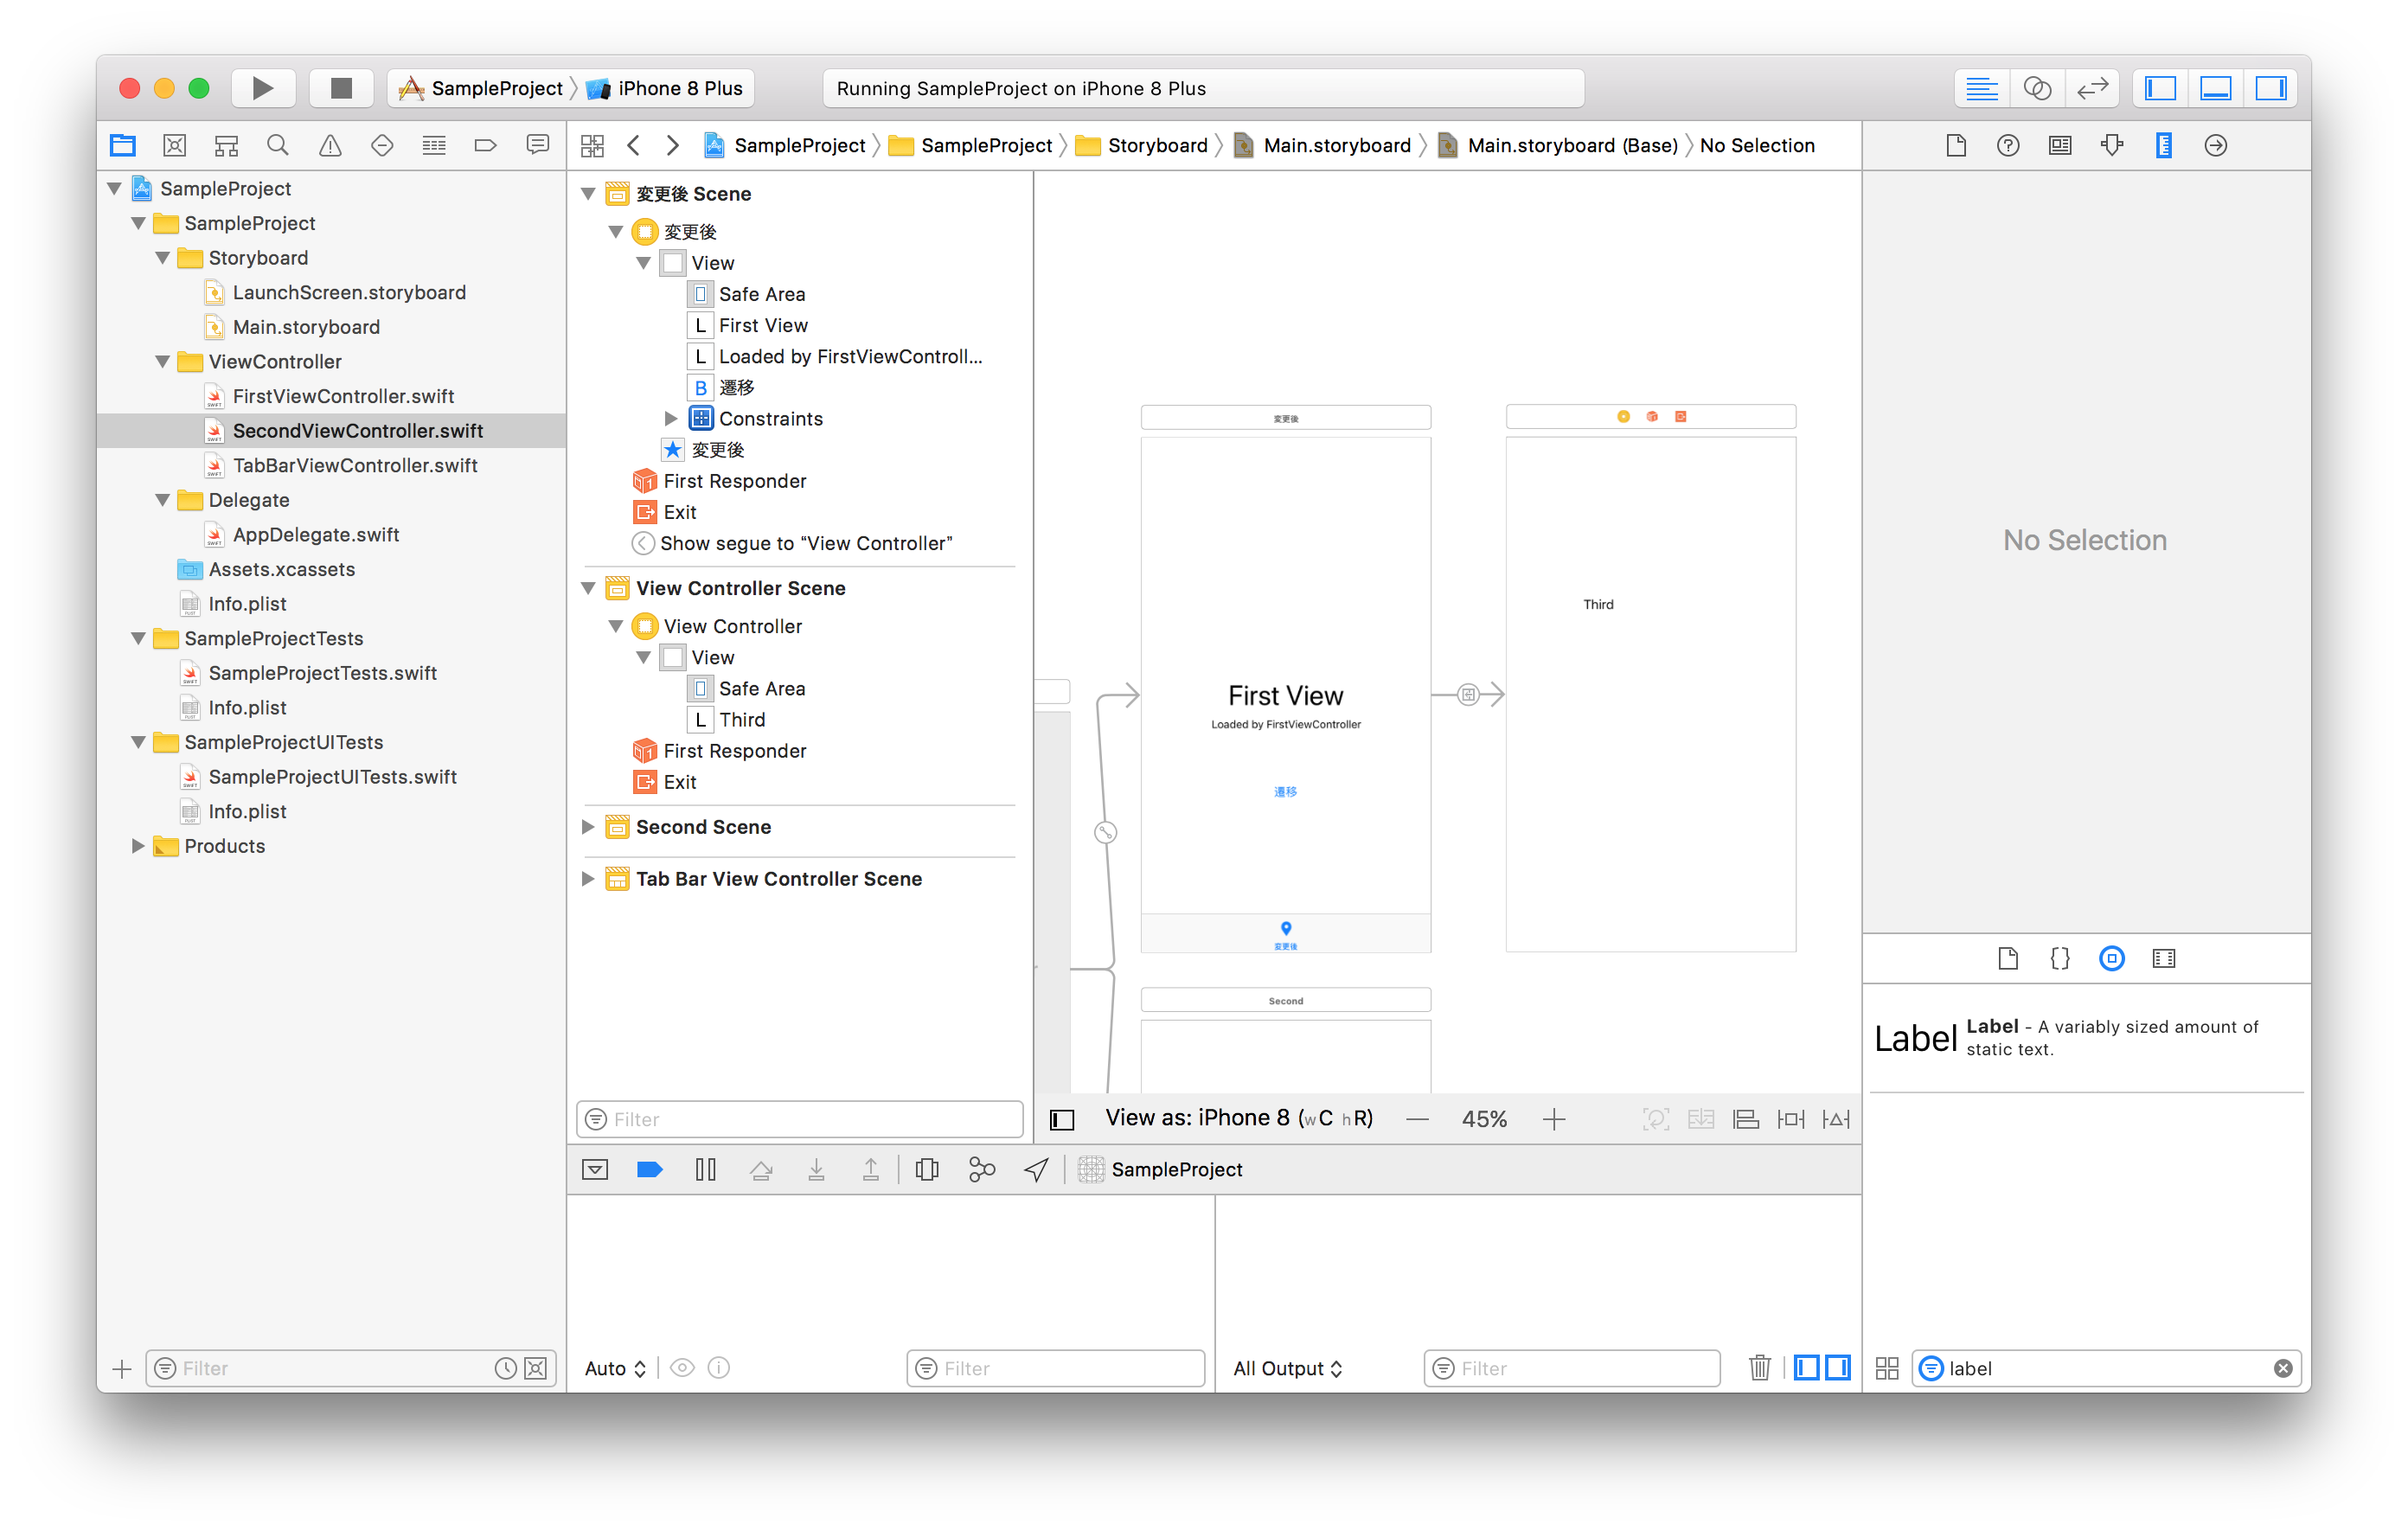 SampleProject
iPhone 8 Plus
Running SampleProject on iPhone 8 Plus
SampleProject
SampleProject
Storyboard
Main.storyboard
Main.storyboard (Base)
No Selection
SampleProject
SampleProject
Storyboard
LaunchScreen.storyboard
Main.storyboard
ViewController
FirstViewController.swift
SecondViewController.swift
TabBarViewController.swift
Delegate
AppDelegate.swift
Assets.xcassets
Info.plist
SampleProjectTests
SampleProjectTests.swift
Info.plist
SampleProjectUITests
SampleProjectUITests.swift
Info.plist
Products
Filter
変更後 Scene
変更後
View
Safe Area
L First View
L Loaded by FirstViewControll...
B 遷移
Constraints
変更後
First Responder
Exit
Show segue to “View Controller”
View Controller Scene
View Controller
View
Safe Area
L Third
First Responder
Exit
Second Scene
Tab Bar View Controller Scene
Filter
変更後
First View
Loaded by FirstViewController
遷移
変更後
Third
Second
View as: iPhone 8 (wC hR)
45%
SampleProject
Auto
Filter
All Output
Filter
No Selection
Label
Label - A variably sized amount of
static text.
label